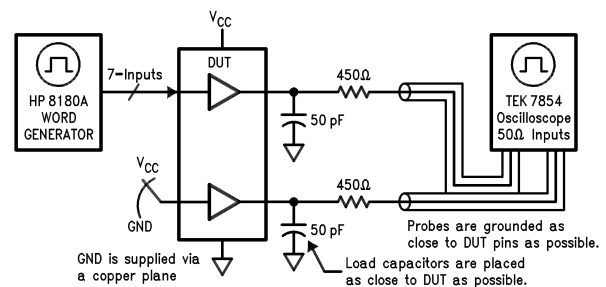 V_CC
DUT
7-Inputs
HP 8180A
WORD
GENERATOR
450Ω
50 pF
TEK 7854
Oscilloscope
50Ω Inputs
V_CC
GND
450Ω
50 pF
Probes are grounded as
close to DUT pins as possible.
GND is supplied via
a copper plane
Load capacitors are placed
as close to DUT as possible.